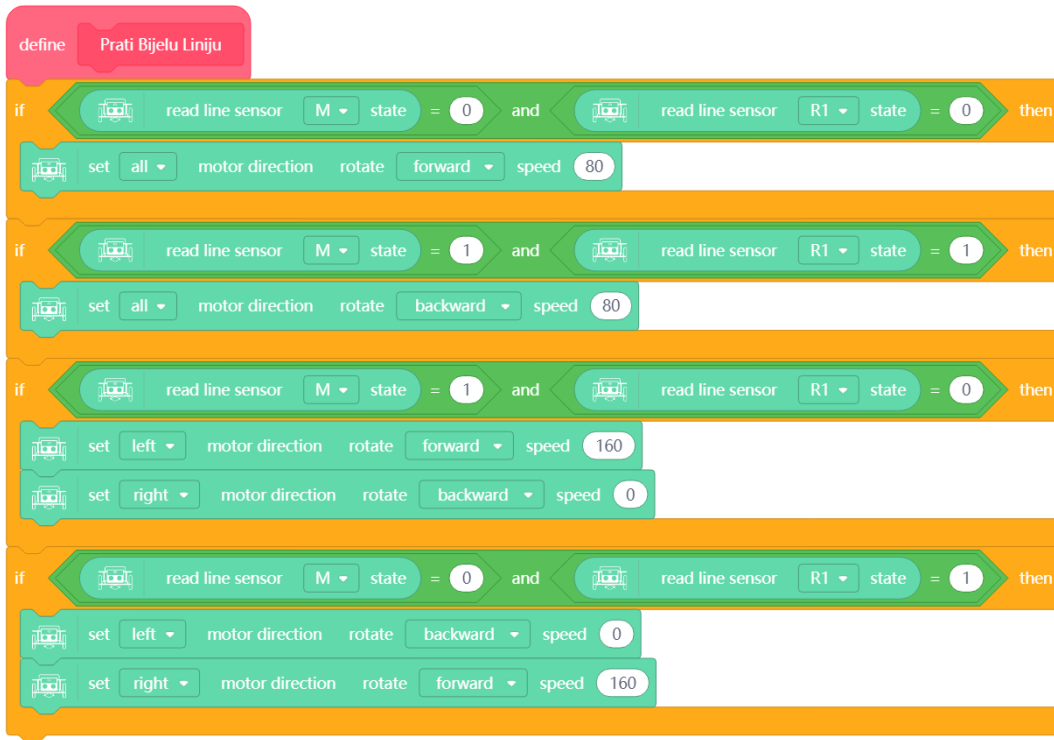 define Prati Bijelu Liniju
if read line sensor M state = 0 and read line sensor R1 state = 0 then
set all motor direction rotate forward speed 80
if read line sensor M state = 1 and read line sensor R1 state = 1 then
set all motor direction rotate backward speed 80
if read line sensor M state = 1 and read line sensor R1 state = 0 then
set left motor direction rotate forward speed 160
set right motor direction rotate backward speed 0
if read line sensor M state = 0 and read line sensor R1 state = 1 then
set left motor direction rotate backward speed 0
set right motor direction rotate forward speed 160